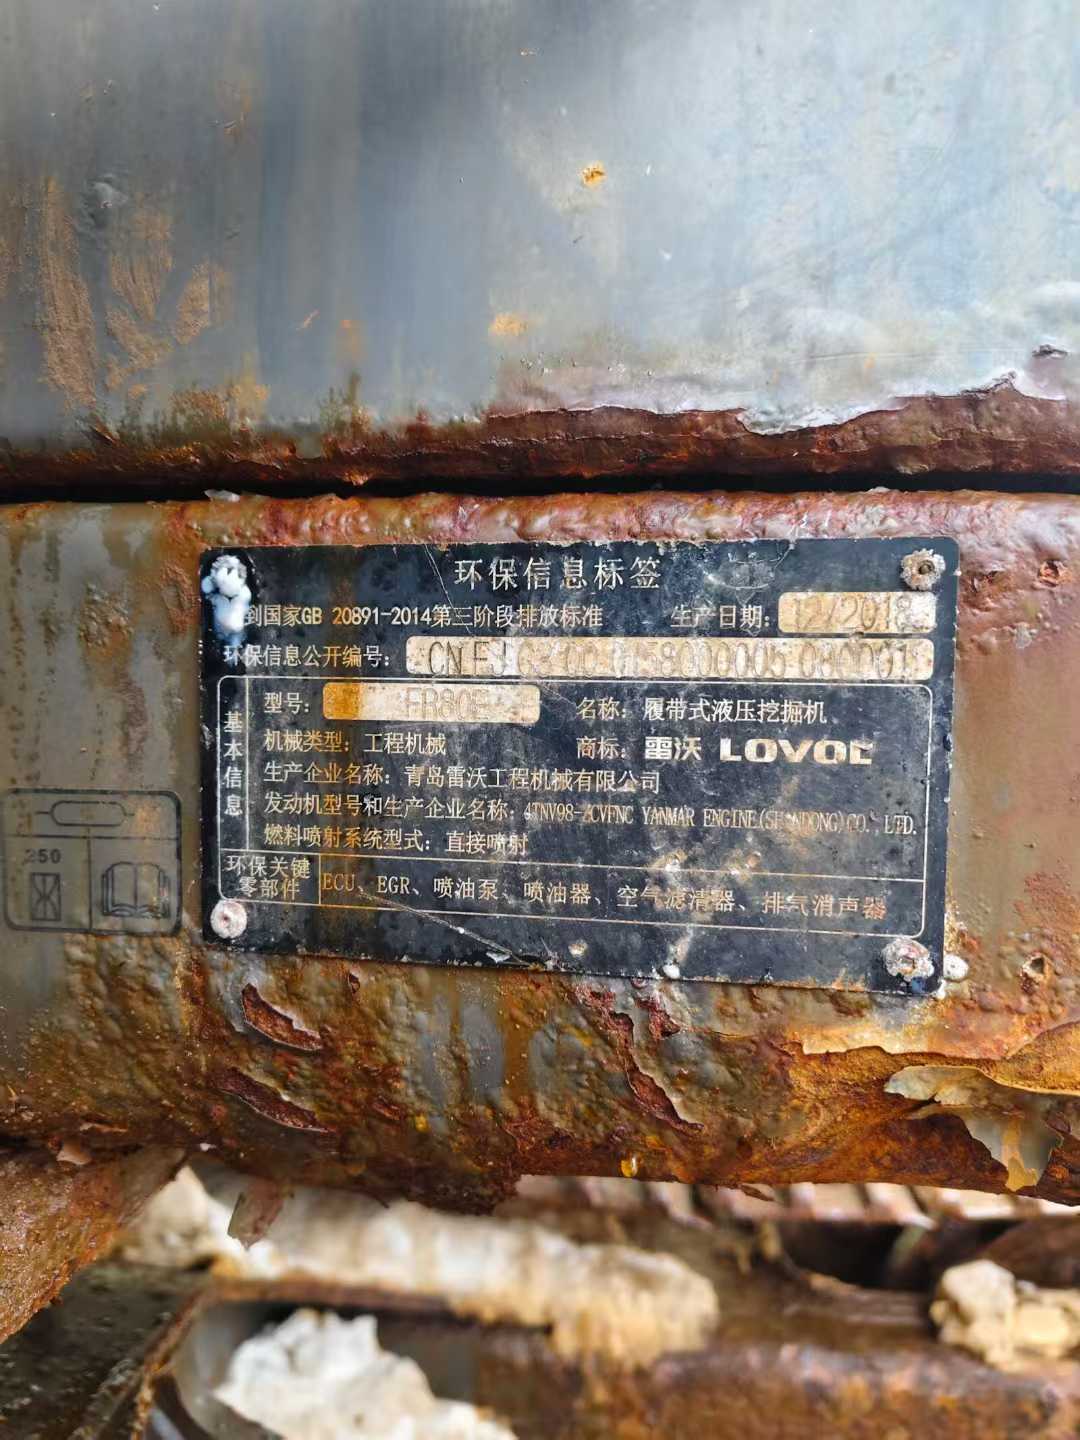 环保信息标签
到国家GB 20891-2014第三阶段排放标准 生产日期: 12/2018
环保信息公开编号:
型号: FR80E 名称: 履带式液压挖掘机
机械类型: 工程机械 商标: 雷沃 LOVOL
生产企业名称: 青岛雷沃工程机械有限公司
发动机型号和生产企业名称: YANMAR ENGINE(SHANDONG)CO., LTD.
燃料喷射系统型式: 直接喷射
基本信息
环保关键零部件 ECU、EGR、喷油泵、喷油器、空气滤清器、排气消声器
250